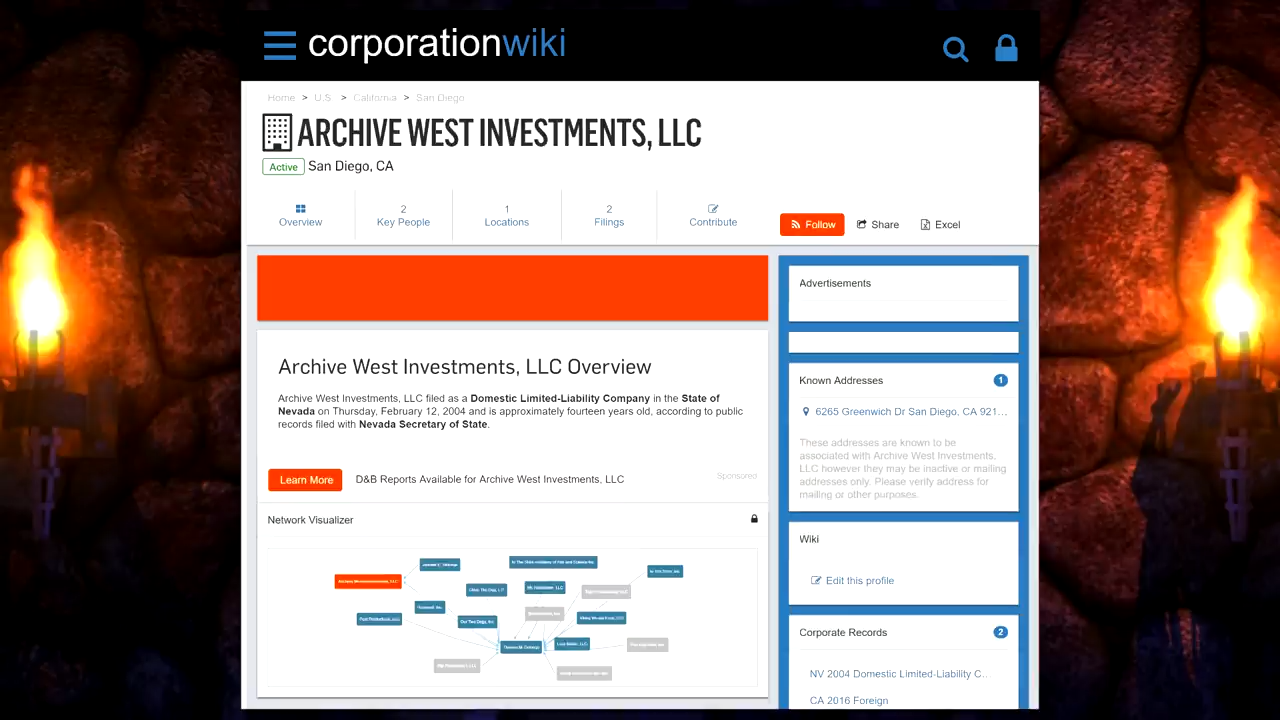 corporationwiki
Home > U.S > California > San Diego
ARCHIVE WEST INVESTMENTS, LLC
Active San Diego, CA
Overview
2
Key People
1
Locations
2
Filings
Contribute
Follow
Share
Excel
Archive West Investments, LLC Overview
Archive West Investments, LLC filed as a Domestic Limited-Liability Company in the State of
Nevada on Thursday, February 12, 2004 and is approximately fourteen years old, according to public
records filed with Nevada Secretary of State.
Learn More
D&B Reports Available for Archive West Investments, LLC
Sponsored
Network Visualizer
Advertisements
Known Addresses 1
6265 Greenwich Dr San Diego, CA 921...
These addresses are known to be
associated with Archive West Investments,
LLC however they may be inactive or mailing
addresses only. Please verify address for
mailing or other purposes.
Wiki
Edit this profile
Corporate Records 2
NV 2004 Domestic LImited-Liability C...
CA 2016 Foreign